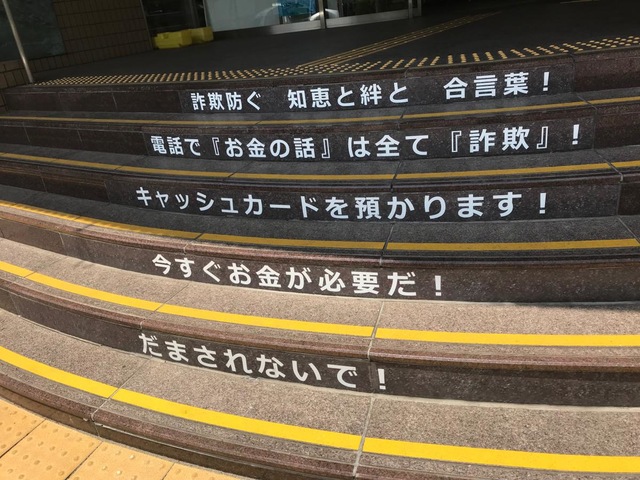 詐欺防ぐ 知恵と絆と 合言葉！
電話で『お金の話』は全て『詐欺』！
キャッシュカードを預かります！
今すぐお金が必要だ！
だまされないで！